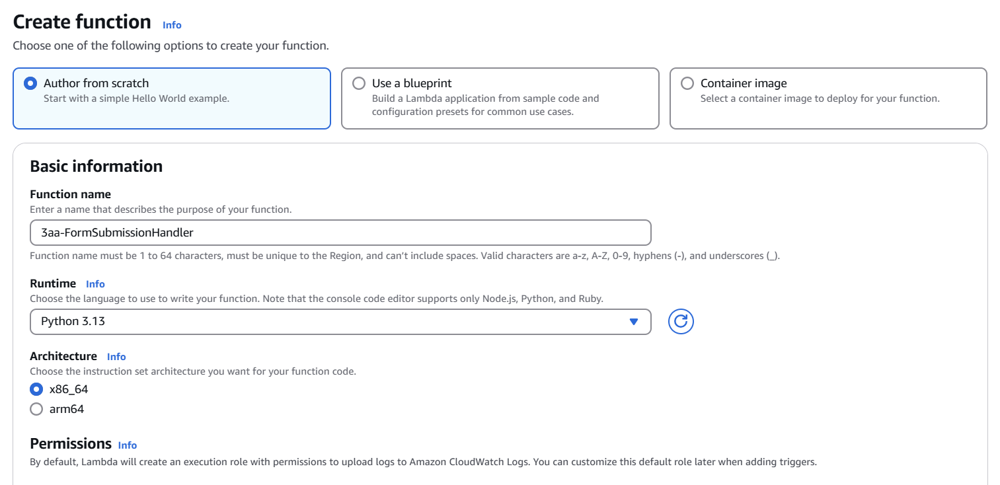 Create function Info
Choose one of the following options to create your function.
Author from scratch
Start with a simple Hello World example.
Use a blueprint
Build a Lambda application from sample code and
configuration presets for common use cases.
Container image
Select a container image to deploy for your function.
Basic information
Function name
Enter a name that describes the purpose of your function.
3aa-FormSubmissionHandler
Function name must be 1 to 64 characters, must be unique to the Region, and can’t include spaces. Valid characters are a-z, A-Z, 0-9, hyphens (-), and underscores (_).
Runtime Info
Choose the language to use to write your function. Note that the console code editor supports only Node.js, Python, and Ruby.
Python 3.13
Architecture Info
Choose the instruction set architecture you want for your function code.
x86_64
arm64
Permissions Info
By default, Lambda will create an execution role with permissions to upload logs to Amazon CloudWatch Logs. You can customize this default role later when adding triggers.